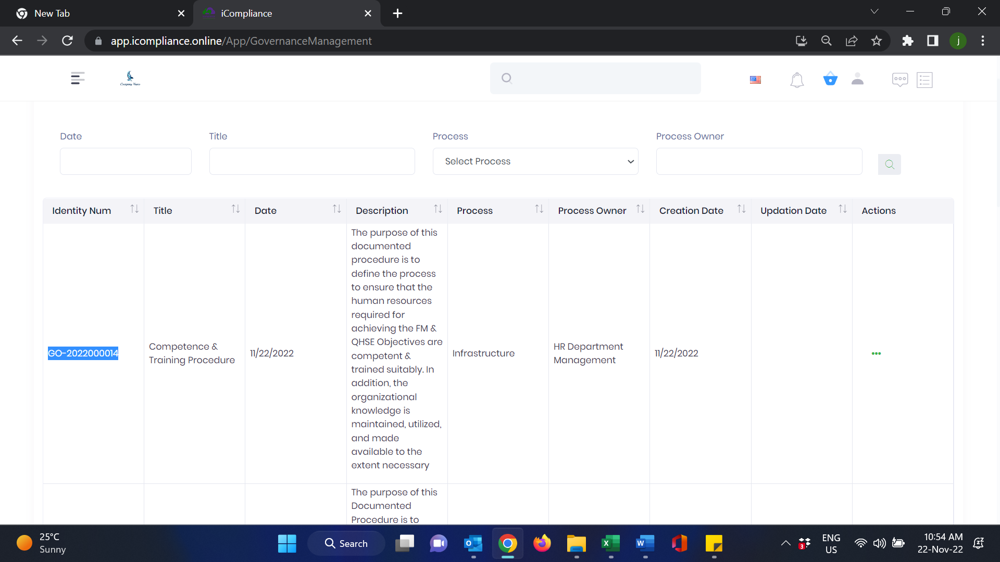 New Tab
iCompliance
app.icompliance.online/App/GovernanceManagement
j
Company Name
Date
Title
Process
Process Owner
Select Process
Identity Num
Title
Date
Description
Process
Process Owner
Creation Date
Updation Date
Actions
GO-2022000014
Competence &
Training Procedure
11/22/2022
The purpose of this
documented
procedure is to
define the process
to ensure that the
human resources
required for
achieving the FM &
QHSE Objectives are
competent &
trained suitably. In
addition, the
organizational
knowledge is
maintained, utilized,
and made
available to the
extent necessary
Infrastructure
HR Department
Management
11/22/2022
The purpose of this
Documented
Procedure is to
25°C
Sunny
Search
3
ENG
US
10:54 AM
22-Nov-22